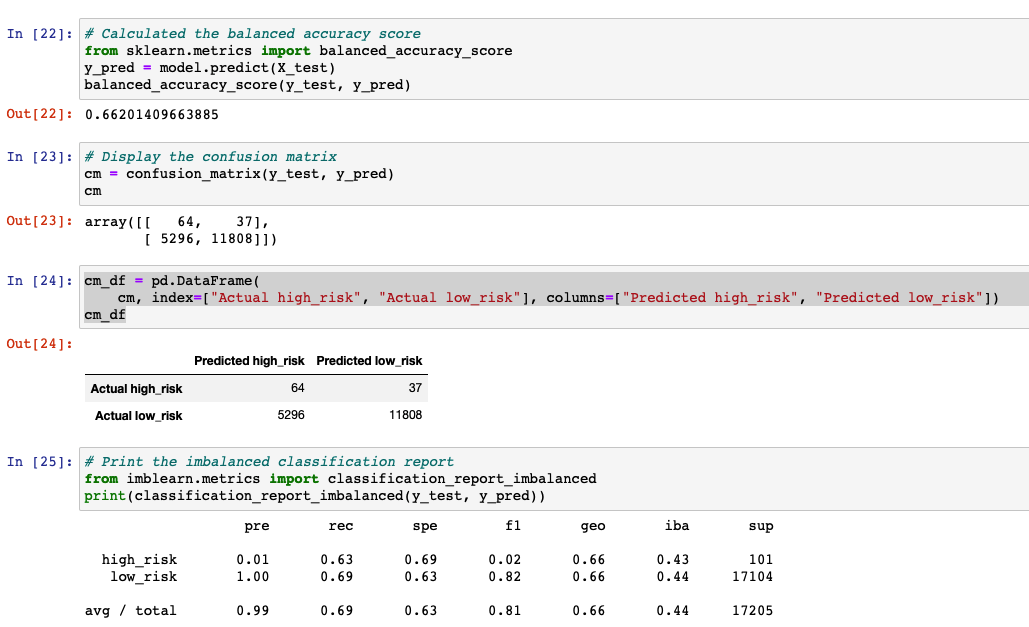 In [22]: # Calculated the balanced accuracy score
from sklearn.metrics import balanced_accuracy_score
y_pred = model.predict(X_test)
balanced_accuracy_score(y_test, y_pred)
Out[22]: 0.66201409663885
In [23]: # Display the confusion matrix
cm = confusion_matrix(y_test, y_pred)
cm
Out[23]: array([[   64,    37],
       [ 5296, 11808]])
In [24]: cm_df = pd.DataFrame(
    cm, index=["Actual high_risk", "Actual low_risk"], columns=["Predicted high_risk", "Predicted low_risk"])
cm_df
Out[24]:
Predicted high_risk Predicted low_risk
Actual high_risk 64 37
Actual low_risk 5296 11808
In [25]: # Print the imbalanced classification report
from imblearn.metrics import classification_report_imbalanced
print(classification_report_imbalanced(y_test, y_pred))
pre rec spe f1 geo iba sup
high_risk 0.01 0.63 0.69 0.02 0.66 0.43 101
low_risk 1.00 0.69 0.63 0.82 0.66 0.44 17104
avg / total 0.99 0.69 0.63 0.81 0.66 0.44 17205